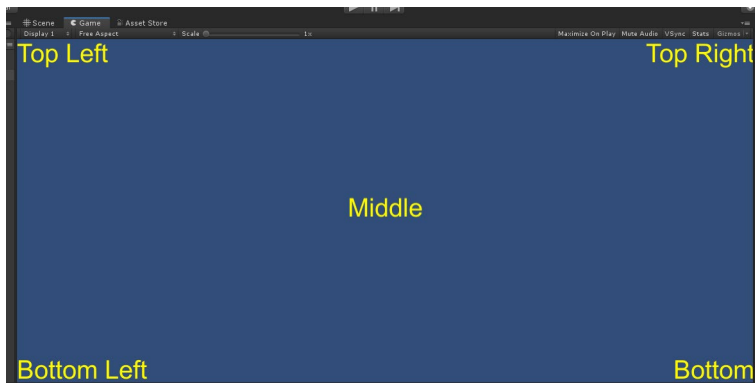 Scene Game Asset Store
Display 1 Free Aspect Scale 1x Maximize On Play Mute Audio VSync Stats Gizmos
Top Left Top Right
Middle
Bottom Left Bottom